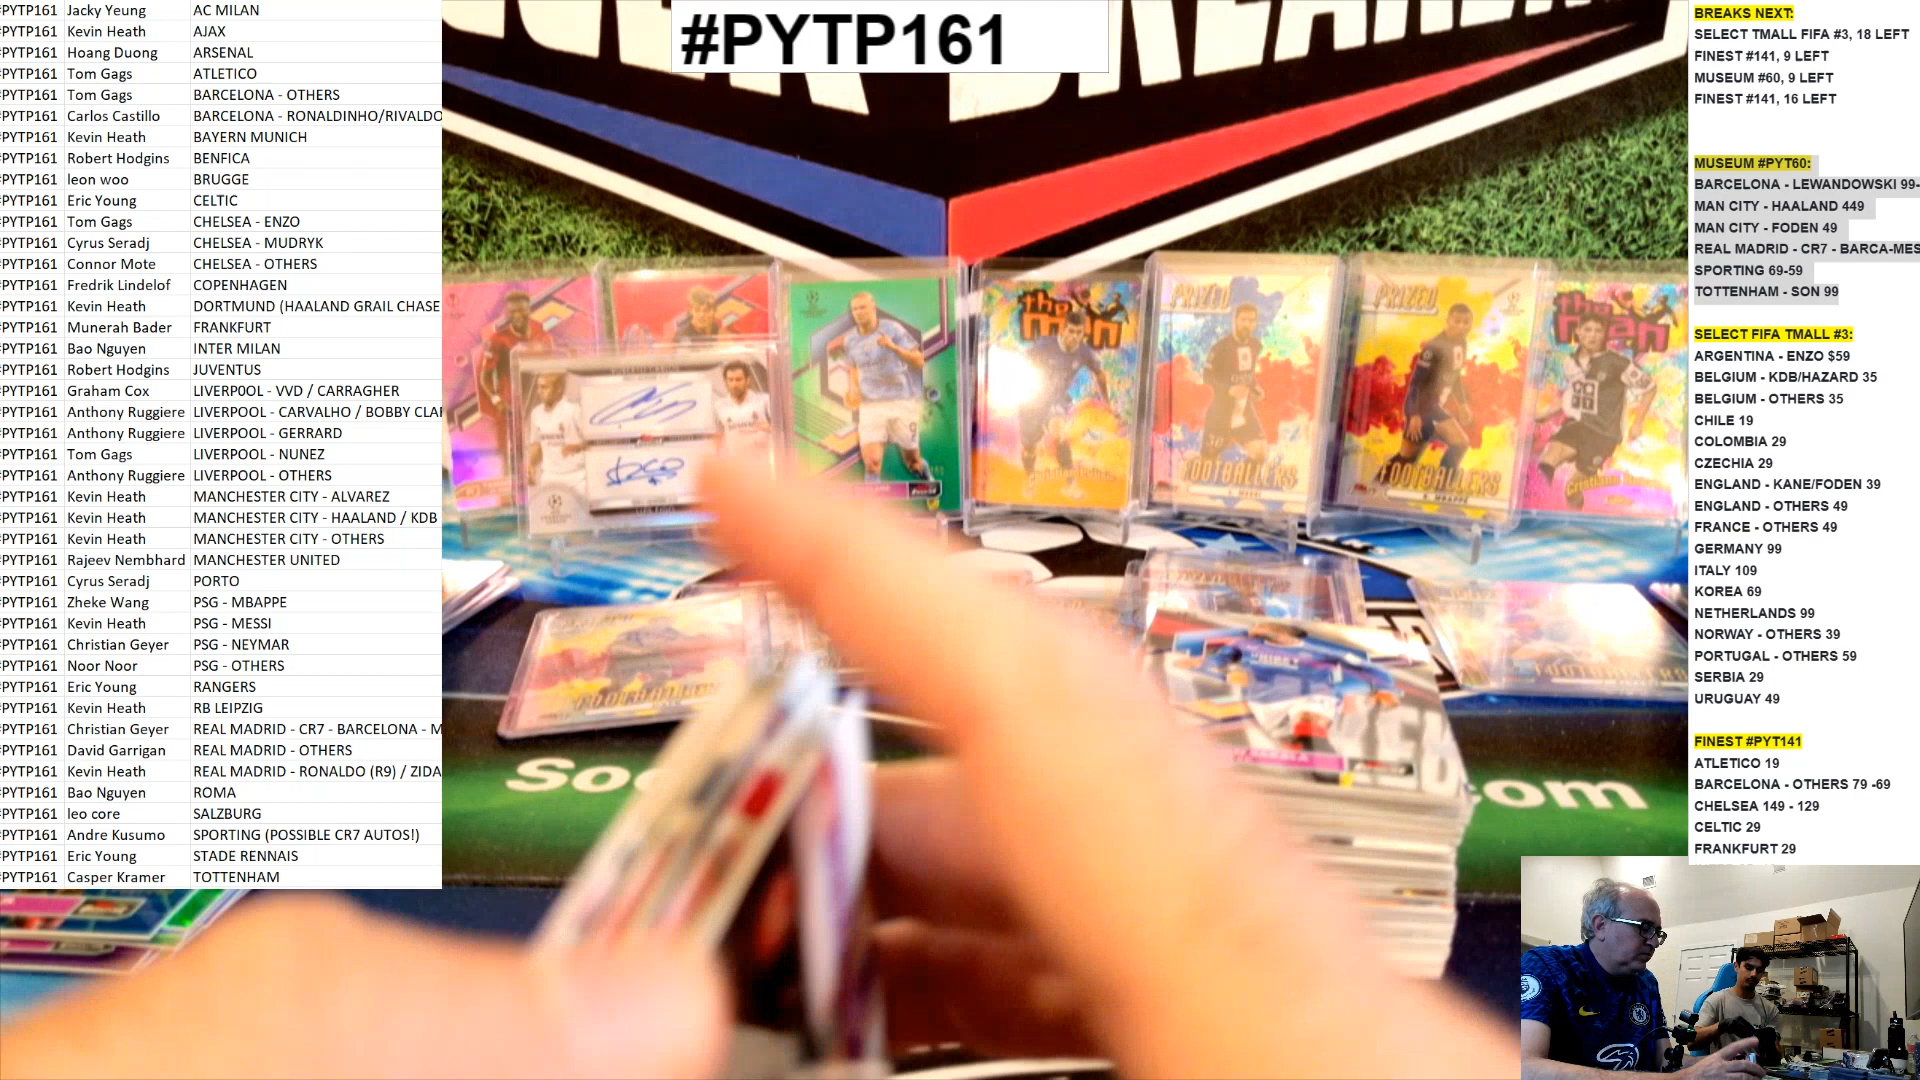 #PYTP161
#PYTP161 Jacky Yeung AC MILAN
#PYTP161 Kevin Heath AJAX
#PYTP161 Hoang Duong ARSENAL
#PYTP161 Tom Gags ATLETICO
#PYTP161 Tom Gags BARCELONA - OTHERS
#PYTP161 Carlos Castillo BARCELONA - RONALDINHO/RIVALDO
#PYTP161 Kevin Heath BAYERN MUNICH
#PYTP161 Robert Hodgins BENFICA
#PYTP161 leon woo BRUGGE
#PYTP161 Eric Young CELTIC
#PYTP161 Tom Gags CHELSEA - ENZO
#PYTP161 Cyrus Seradj CHELSEA - MUDRYK
#PYTP161 Connor Mote CHELSEA - OTHERS
#PYTP161 Fredrik Lindelof COPENHAGEN
#PYTP161 Kevin Heath DORTMUND (HAALAND GRAIL CHASE
#PYTP161 Munerah Bader FRANKFURT
#PYTP161 Bao Nguyen INTER MILAN
#PYTP161 Robert Hodgins JUVENTUS
#PYTP161 Graham Cox LIVERP0OL - VVD / CARRAGHER
#PYTP161 Anthony Ruggiere LIVERPOOL - CARVALHO / BOBBY CLA
#PYTP161 Anthony Ruggiere LIVERPOOL - GERRARD
#PYTP161 Tom Gags LIVERPOOL - NUNEZ
#PYTP161 Anthony Ruggiere LIVERPOOL - OTHERS
#PYTP161 Kevin Heath MANCHESTER CITY - ALVAREZ
#PYTP161 Kevin Heath MANCHESTER CITY - HAALAND / KDB
#PYTP161 Kevin Heath MANCHESTER CITY - OTHERS
#PYTP161 Rajeev Nembhard MANCHESTER UNITED
#PYTP161 Cyrus Seradj PORTO
#PYTP161 Zheke Wang PSG - MBAPPE
#PYTP161 Kevin Heath PSG - MESSI
#PYTP161 Christian Geyer PSG - NEYMAR
#PYTP161 Noor Noor PSG - OTHERS
#PYTP161 Eric Young RANGERS
#PYTP161 Kevin Heath RB LEIPZIG
#PYTP161 Christian Geyer REAL MADRID - CR7 - BARCELONA - M
#PYTP161 David Garrigan REAL MADRID - OTHERS
#PYTP161 Kevin Heath REAL MADRID - RONALDO (R9) / ZIDA
#PYTP161 Bao Nguyen ROMA
#PYTP161 leo core SALZBURG
#PYTP161 Andre Kusumo SPORTING (POSSIBLE CR7 AUTOS!)
#PYTP161 Eric Young STADE RENNAIS
#PYTP161 Casper Kramer TOTTENHAM
the man
PRIZED
FOOTBALLERS
PRIZED
FOOTBALLERS
the man
Soc
com
BREAKS NEXT:
SELECT TMALL FIFA #3, 18 LEFT
FINEST #141, 9 LEFT
MUSEUM #60, 9 LEFT
FINEST #141, 16 LEFT
MUSEUM #PYT60:
BARCELONA - LEWANDOWSKI 99-
MAN CITY - HAALAND 449
MAN CITY - FODEN 49
REAL MADRID - CR7 - BARCA-MES
SPORTING 69-59
TOTTENHAM - SON 99
SELECT FIFA TMALL #3:
ARGENTINA - ENZO $59
BELGIUM - KDB/HAZARD 35
BELGIUM - OTHERS 35
CHILE 19
COLOMBIA 29
CZECHIA 29
ENGLAND - KANE/FODEN 39
ENGLAND - OTHERS 49
FRANCE - OTHERS 49
GERMANY 99
ITALY 109
KOREA 69
NETHERLANDS 99
NORWAY - OTHERS 39
PORTUGAL - OTHERS 59
SERBIA 29
URUGUAY 49
FINEST #PYT141
ATLETICO 19
BARCELONA - OTHERS 79 -69
CHELSEA 149 - 129
CELTIC 29
FRANKFURT 29